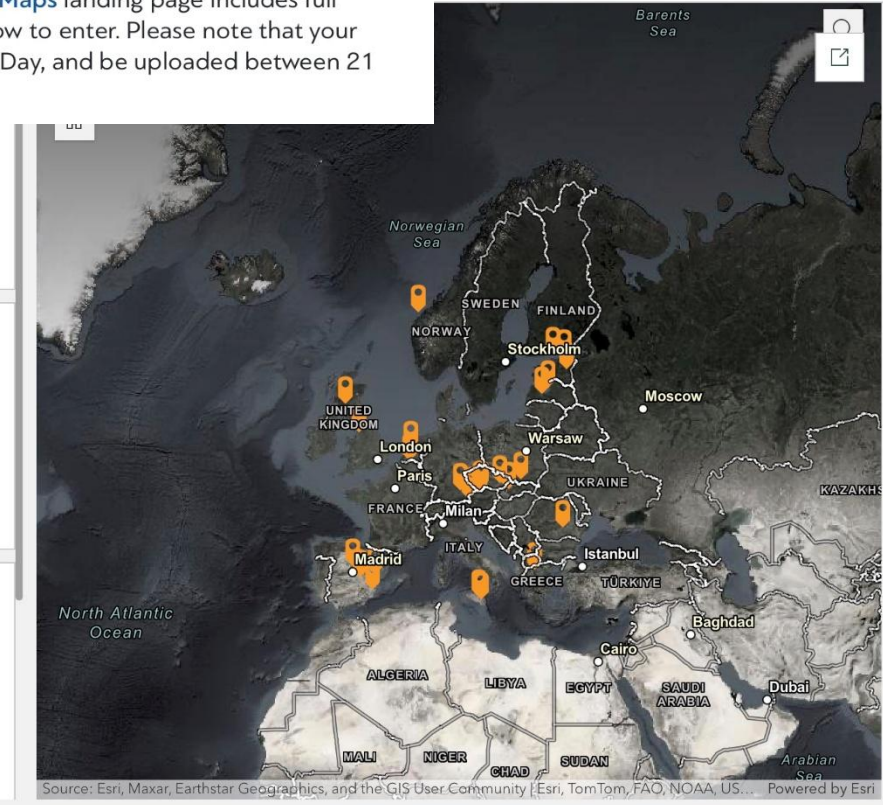 Maps landing page includes full
ow to enter. Please note that your
Day, and be uploaded between 21
Barents
Sea
Norwegian
Sea
SWEDEN
FINLAND
NORWAY
Stockholm
Moscow
UNITED
KINGDOM
London
Warsaw
Paris
UKRAINE
KAZAKHS
FRANCE
Milan
ITALY
Istanbul
Madrid
GREECE
TÜRKIYE
North Atlantic
Ocean
Baghdad
Cairo
ALGERIA
LIBYA
EGYPT
SAUDI
ARABIA
Dubai
MALI
NIGER
CHAD
SUDAN
Arabian
Sea
Source: Esri, Maxar, Earthstar Geographics, and the GIS User Community | Esri, TomTom, FAO, NOAA, US... Powered by Esri